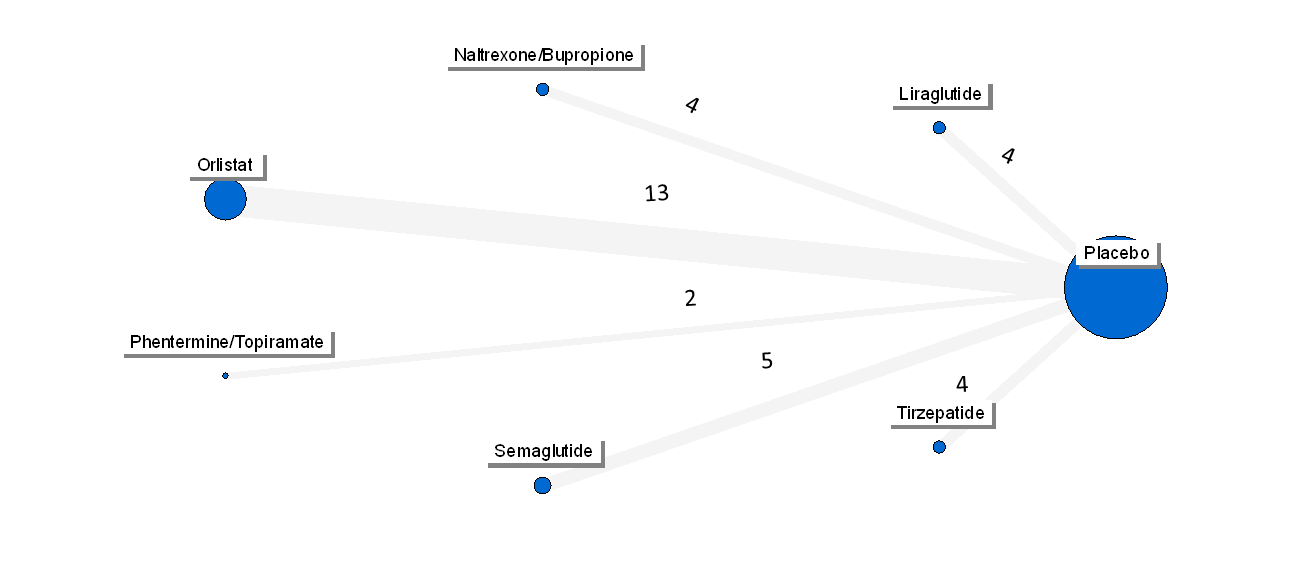 Naltrexone/Bupropione
4
Liraglutide
4
Orlistat
13
Placebo
2
Phentermine/Topiramate
5
4
Tirzepatide
Semaglutide